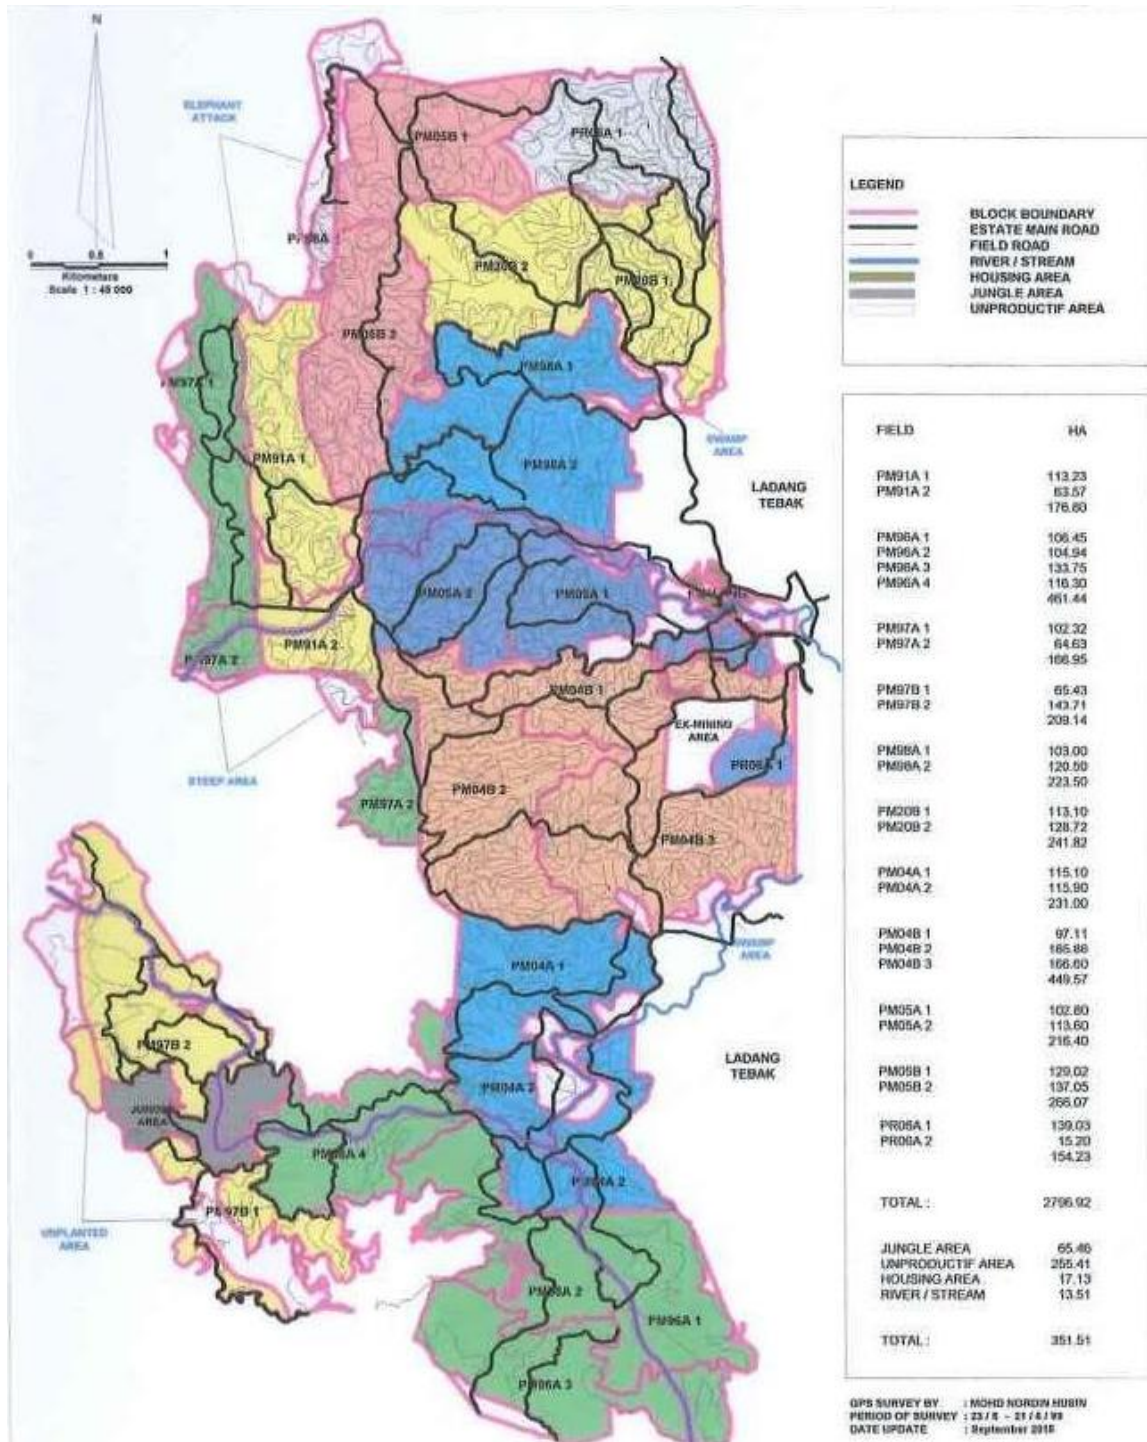 N
ELEPHANT
ATTACK
0 0.5 1
Kilometers
Scale 1 : 45 000
PM05B 1
PR06A 1
PM20B 2
PM20B 1
PM05B 2
PM98A 1
PM97A 1
PM91A 1
PM98A 2
SWAMP
AREA
LADANG
TEBAK
PM05A 2
PM05A 1
PM91A 2
PM97A 2
PM04B 1
EX-MINING
AREA
PR06A 1
STEEP AREA
PM97A 2
PM04B 2
PM04B 3
SWAMP
AREA
PM04A 1
PM97B 2
LADANG
TEBAK
PM04A 2
JUNGLE
AREA
PM96A 4
PM04A 2
PM97B 1
UNPLANTED
AREA
PM96A 2
PM96A 1
PM96A 3
LEGEND
BLOCK BOUNDARY
ESTATE MAIN ROAD
FIELD ROAD
RIVER / STREAM
HOUSING AREA
JUNGLE AREA
UNPRODUCTIF AREA
FIELD HA
PM91A 1 113.23
PM91A 2 63.57
176.80
PM96A 1 106.45
PM96A 2 104.94
PM96A 3 133.75
PM96A 4 116.30
461.44
PM97A 1 102.32
PM97A 2 64.63
166.95
PM97B 1 65.43
PM97B 2 143.71
209.14
PM98A 1 103.00
PM98A 2 120.50
223.50
PM20B 1 113.10
PM20B 2 128.72
241.82
PM04A 1 115.10
PM04A 2 115.90
231.00
PM04B 1 97.11
PM04B 2 185.86
PM04B 3 166.60
449.57
PM05A 1 102.80
PM05A 2 113.60
216.40
PM05B 1 129.02
PM05B 2 137.05
266.07
PR06A 1 139.03
PR06A 2 15.20
154.23
TOTAL : 2796.92
JUNGLE AREA 65.46
UNPRODUCTIF AREA 255.41
HOUSING AREA 17.13
RIVER / STREAM 13.51
TOTAL : 351.51
GPS SURVEY BY : MOHD NORDIN HUSIN
PERIOD OF SURVEY : 23 / 6 - 21 / 8 / 99
DATE UPDATE : September 2018